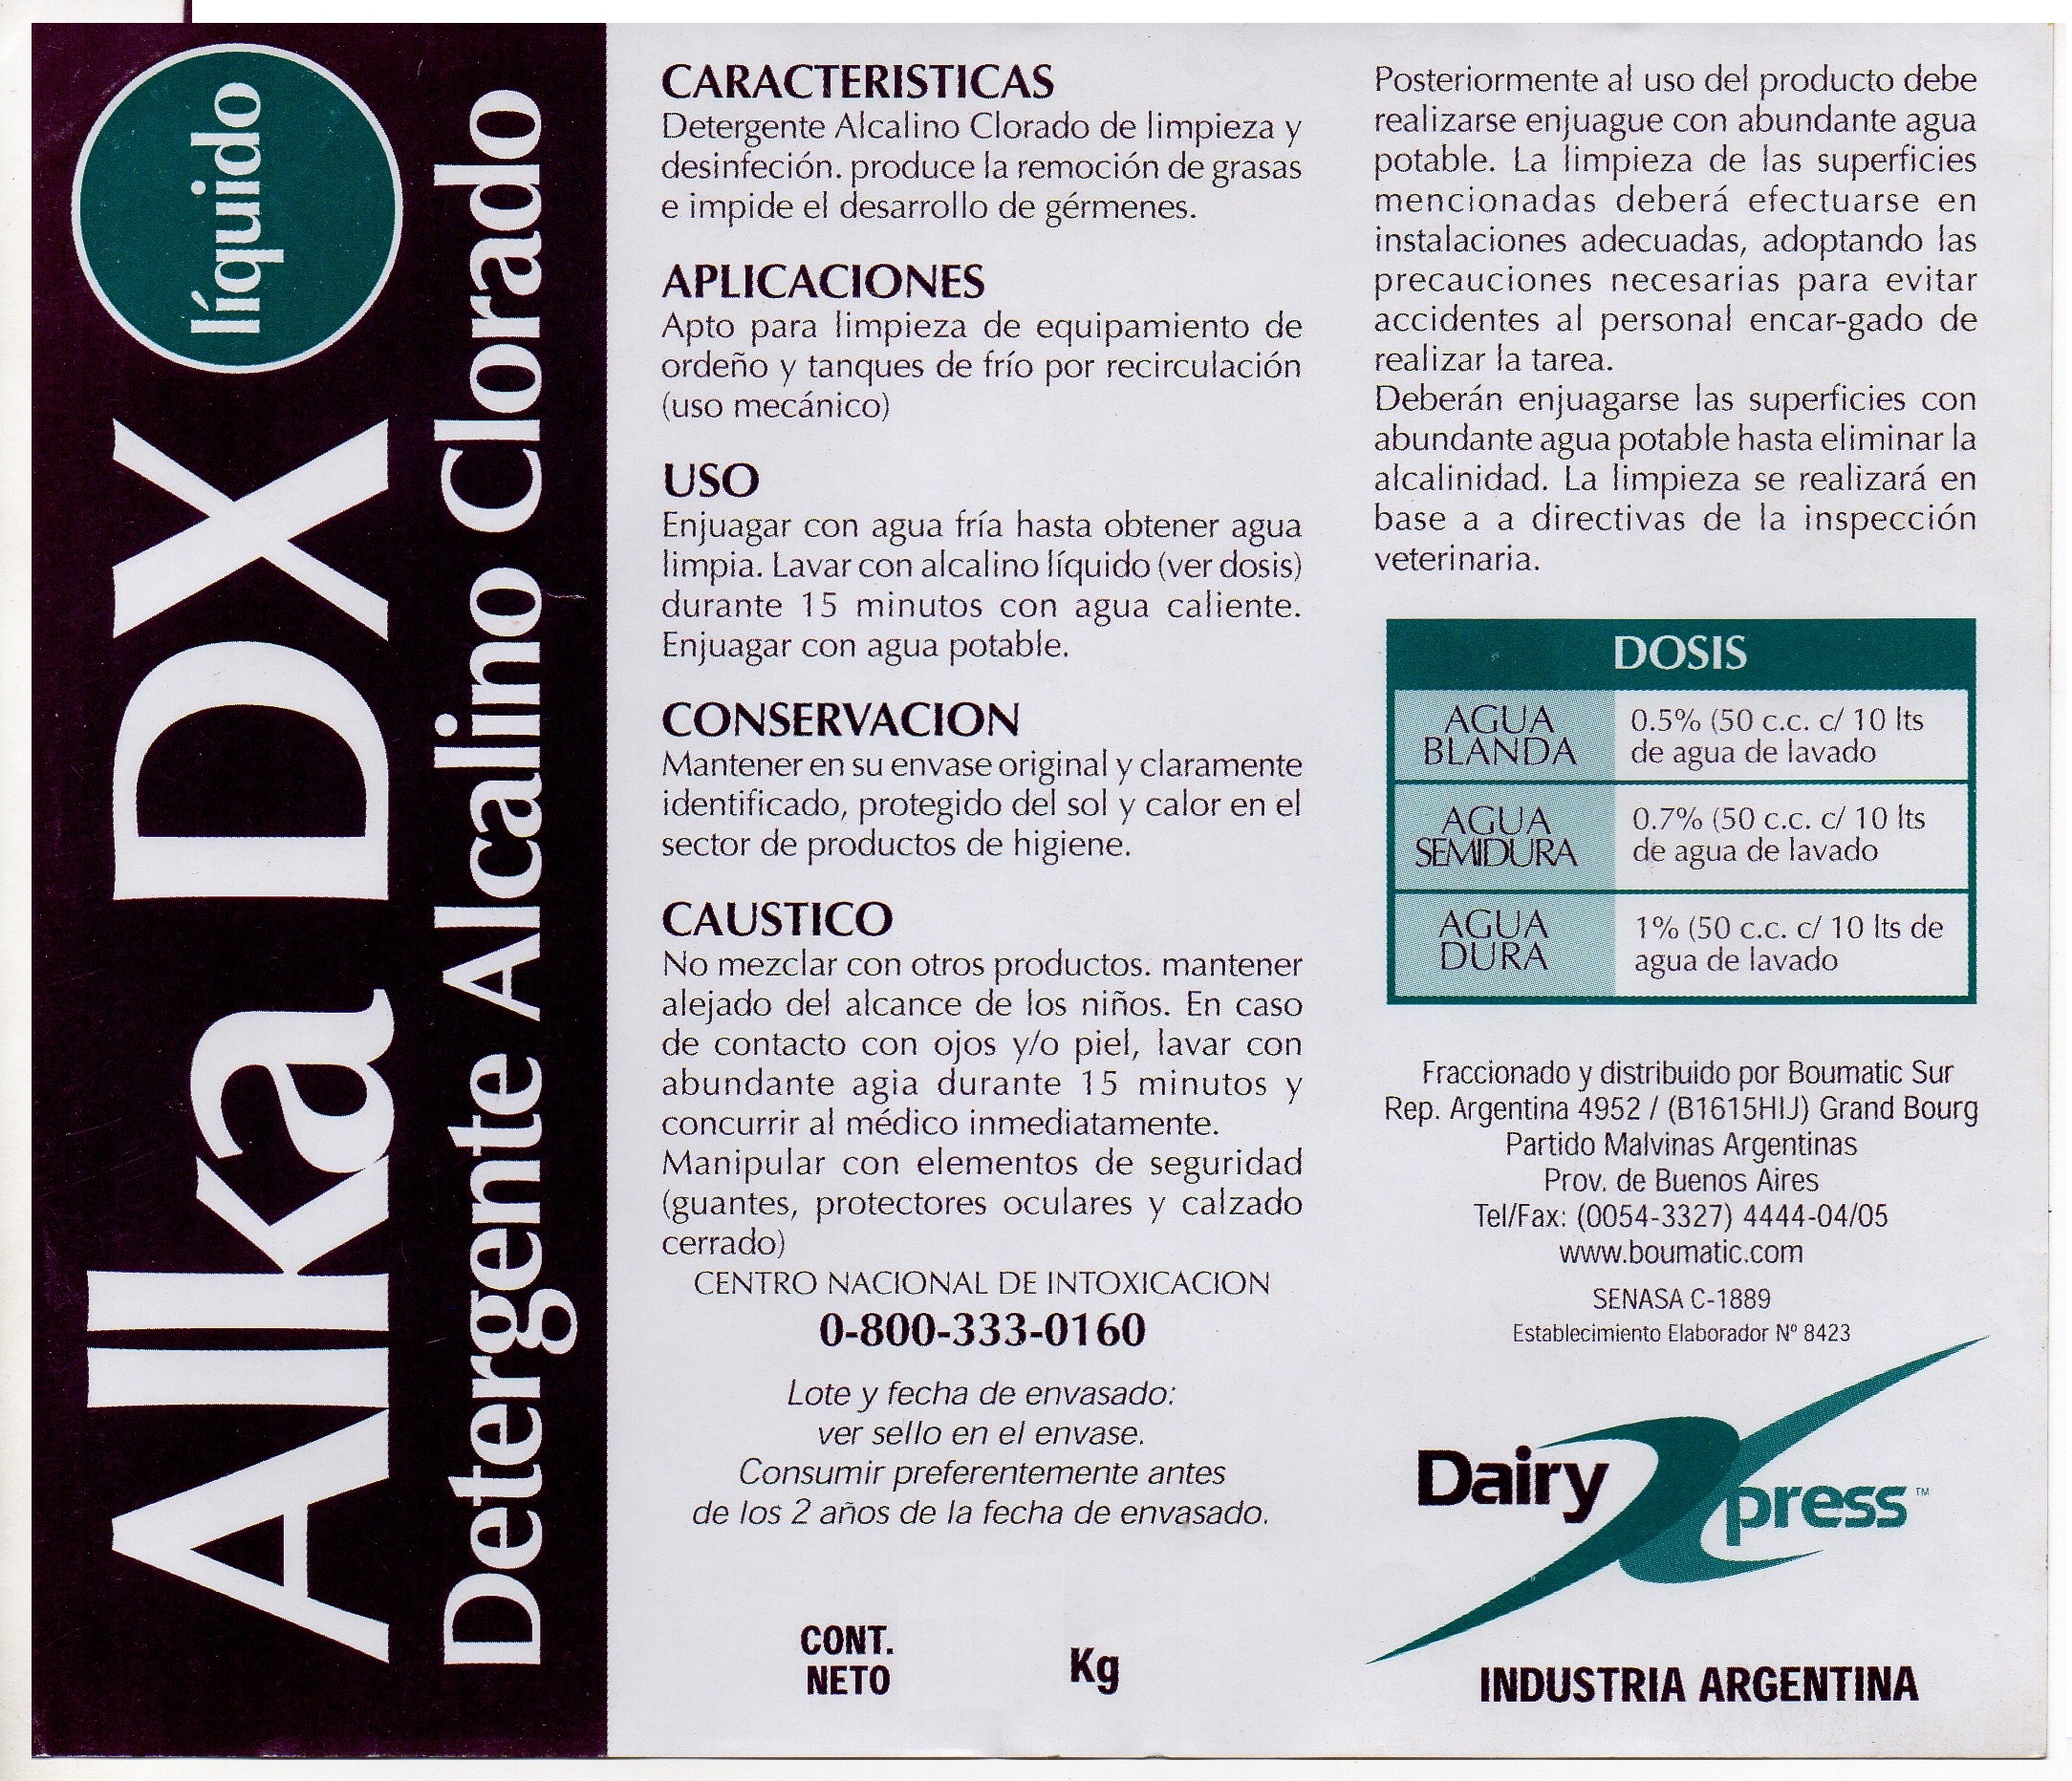 Alka DX
líquido
Detergente Alcalino Clorado
CARACTERISTICAS
Detergente Alcalino Clorado de limpieza y
desinfeción. produce la remoción de grasas
e impide el desarrollo de gérmenes.
APLICACIONES
Apto para limpieza de equipamiento de
ordeño y tanques de frío por recirculación
(uso mecánico)
USO
Enjuagar con agua fría hasta obtener agua
limpia. Lavar con alcalino líquido (ver dosis)
durante 15 minutos con agua caliente.
Enjuagar con agua potable.
CONSERVACION
Mantener en su envase original y claramente
identificado, protegido del sol y calor en el
sector de productos de higiene.
CAUSTICO
No mezclar con otros productos. mantener
alejado del alcance de los niños. En caso
de contacto con ojos y/o piel, lavar con
abundante agia durante 15 minutos y
concurrir al médico inmediatamente.
Manipular con elementos de seguridad
(guantes, protectores oculares y calzado
cerrado)
CENTRO NACIONAL DE INTOXICACION
0-800-333-0160
Lote y fecha de envasado:
ver sello en el envase.
Consumir preferentemente antes
de los 2 años de la fecha de envasado.
CONT.
NETO
Kg
Posteriormente al uso del producto debe
realizarse enjuague con abundante agua
potable. La limpieza de las superficies
mencionadas deberá efectuarse en
instalaciones adecuadas, adoptando las
precauciones necesarias para evitar
accidentes al personal encar-gado de
realizar la tarea.
Deberán enjuagarse las superficies con
abundante agua potable hasta eliminar la
alcalinidad. La limpieza se realizará en
base a a directivas de la inspección
veterinaria.
DOSIS
AGUA
BLANDA
0.5% (50 c.c. c/ 10 lts
de agua de lavado
AGUA
SEMIDURA
0.7% (50 c.c. c/ 10 lts
de agua de lavado
AGUA
DURA
1% (50 c.c. c/ 10 lts de
agua de lavado
Fraccionado y distribuido por Boumatic Sur
Rep. Argentina 4952 / (B1615HIJ) Grand Bourg
Partido Malvinas Argentinas
Prov. de Buenos Aires
Tel/Fax: (0054-3327) 4444-04/05
www.boumatic.com
SENASA C-1889
Establecimiento Elaborador Nº 8423
Dairy Xpress™
INDUSTRIA ARGENTINA